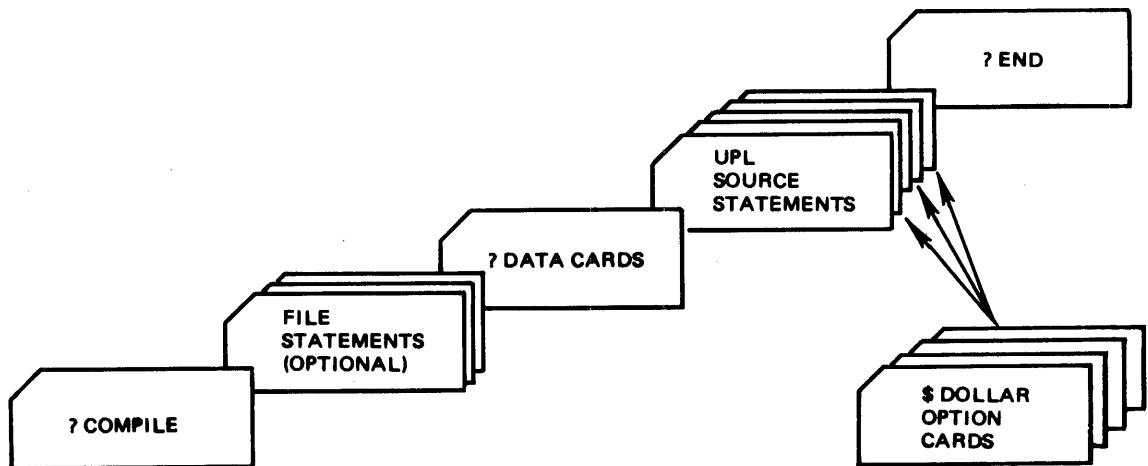 ? END
UPL
SOURCE
STATEMENTS
? DATA CARDS
FILE
STATEMENTS
(OPTIONAL)
? COMPILE
$ DOLLAR
OPTION
CARDS